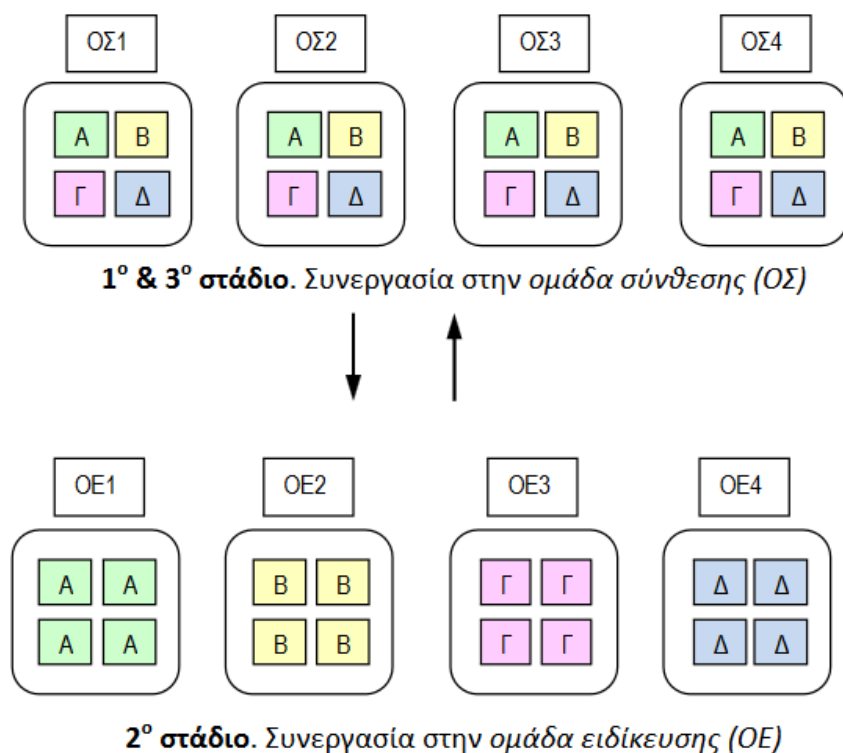 ΟΣ1 ΟΣ2 ΟΣ3 ΟΣ4
Α Β Α Β Α Β Α Β
Γ Δ Γ Δ Γ Δ Γ Δ
1ο & 3ο στάδιο. Συνεργασία στην ομάδα σύνθεσης (ΟΣ)
ΟΕ1 ΟΕ2 ΟΕ3 ΟΕ4
Α Α Β Β Γ Γ Δ Δ
Α Α Β Β Γ Γ Δ Δ
2ο στάδιο. Συνεργασία στην ομάδα ειδίκευσης (ΟΕ)